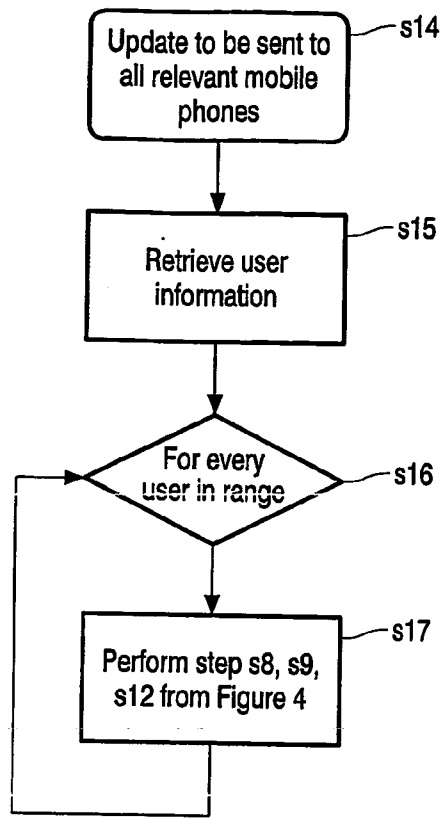 Update to be sent to
all relevant mobile
phones
s14
Retrieve user
information
s15
For every
user in range
s16
Perform step s8, s9,
s12 from Figure 4
s17